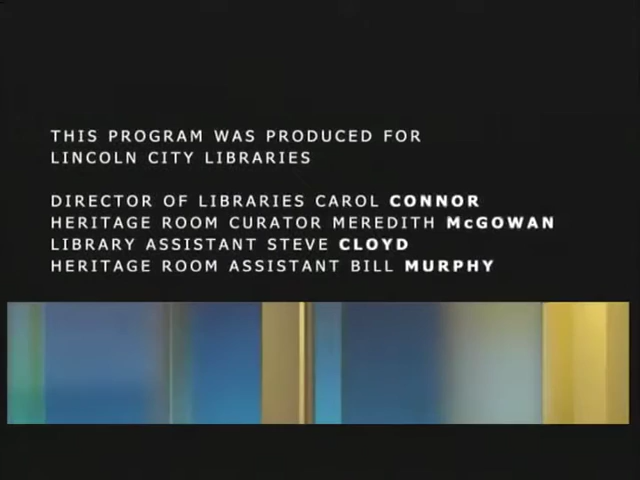 THIS PROGRAM WAS PRODUCED FOR
LINCOLN CITY LIBRARIES
DIRECTOR OF LIBRARIES CAROL CONNOR
HERITAGE ROOM CURATOR MEREDITH McGOWAN
LIBRARY ASSISTANT STEVE CLOYD
HERITAGE ROOM ASSISTANT BILL MURPHY